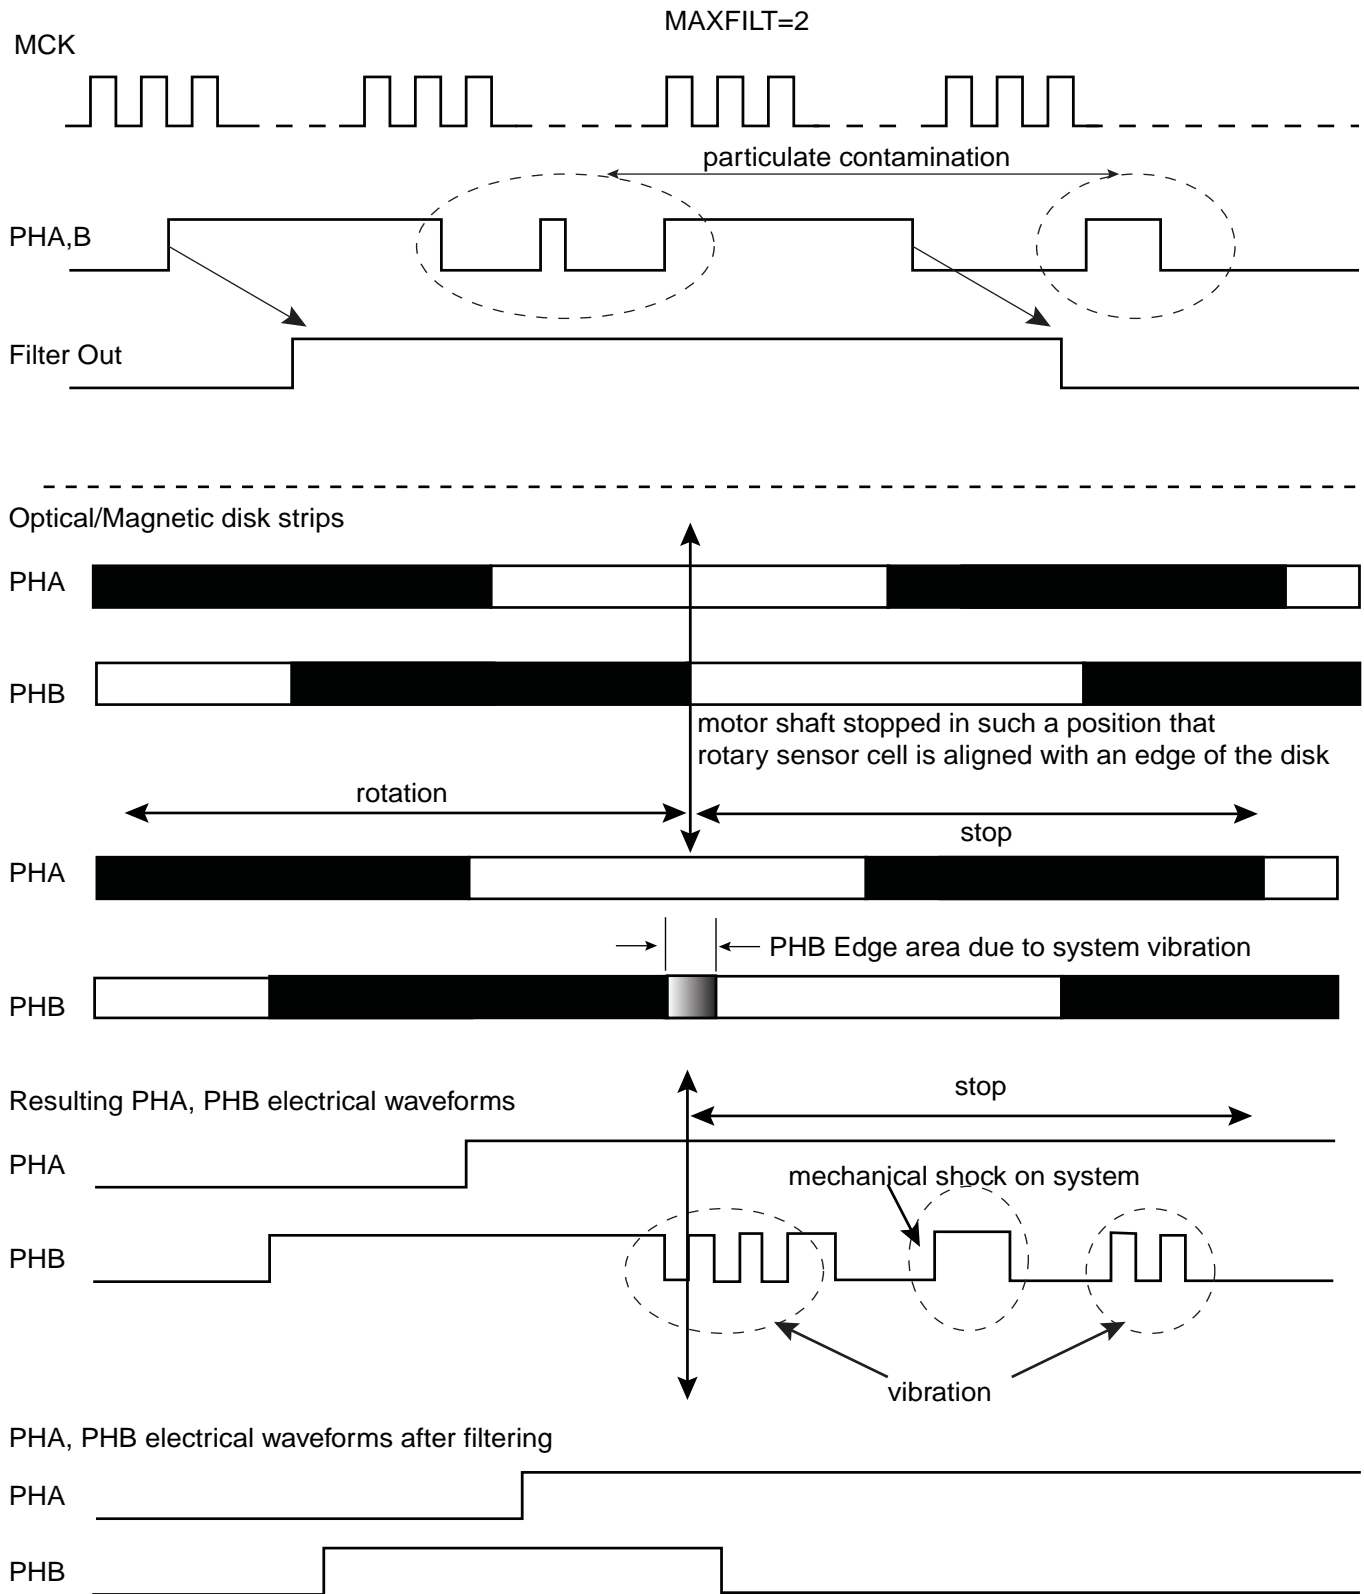 MAXFILT=2
MCK
particulate contamination
PHA,B
Filter Out
Optical/Magnetic disk strips
PHA
PHB
motor shaft stopped in such a position that
rotary sensor cell is aligned with an edge of the disk
rotation
stop
PHA
PHB Edge area due to system vibration
PHB
Resulting PHA, PHB electrical waveforms
stop
PHA
mechanical shock on system
PHB
vibration
PHA, PHB electrical waveforms after filtering
PHA
PHB